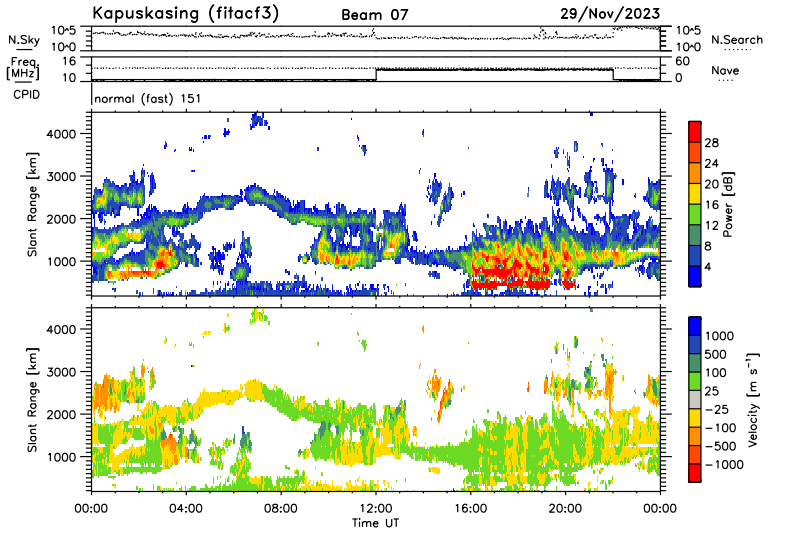 Kapuskasing (fitacf3) Beam 07 29/Nov/2023
N.Sky 10^5 10^0 10^5 10^0 N.Search
Freq. [MHz] 16 10 60 0 Nave
CPID normal (fast) 151
Slant Range [km] 4000 3000 2000 1000
Power [dB] 28 24 20 16 12 8 4
Slant Range [km] 4000 3000 2000 1000
Velocity [m s⁻¹] 1000 500 100 25 −25 −100 −500 −1000
00:00 04:00 08:00 12:00 16:00 20:00 00:00
Time UT